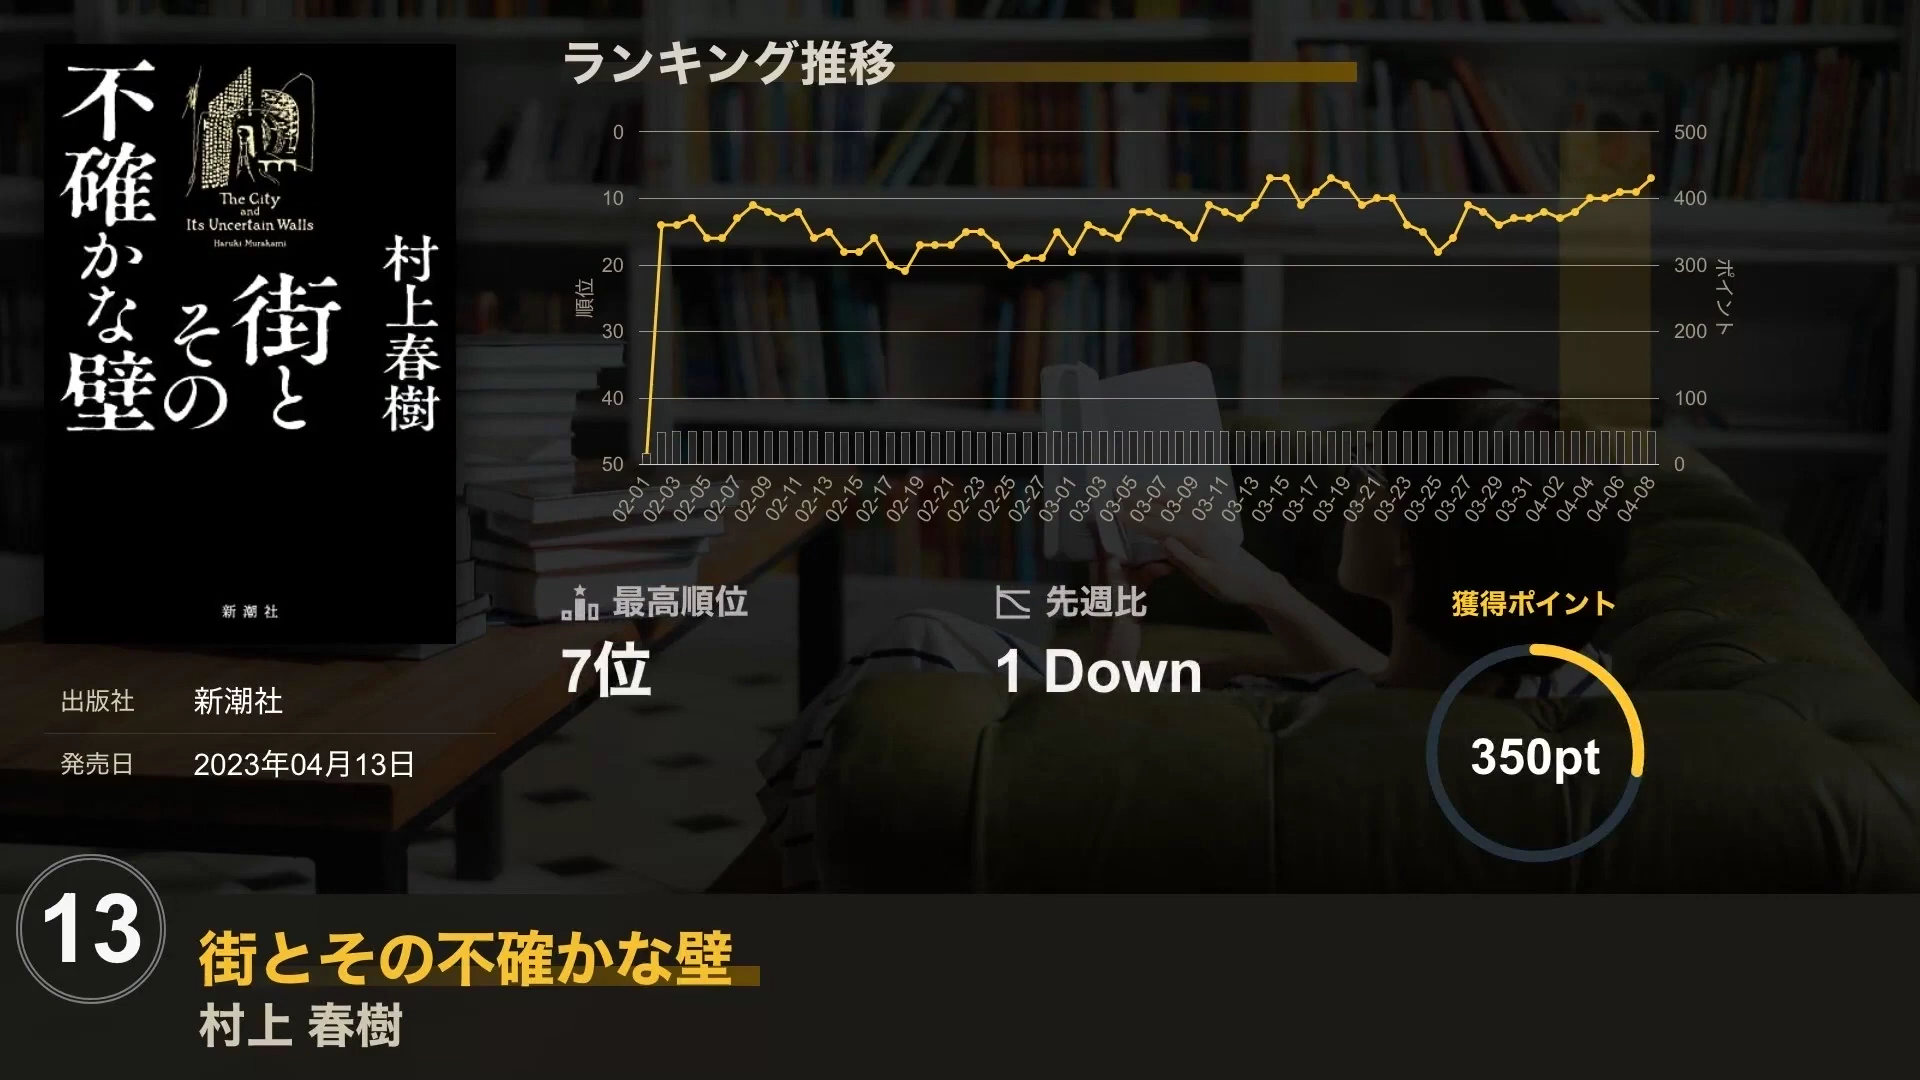 不確かな壁
The City
and
Its Uncertain Walls
Haruki Murakami
街と
その
村上春樹
新潮社
出版社 新潮社
発売日 2023年04月13日
ランキング推移
0 500
10 400
20 300
30 200
40 100
50 0
順位
ポイント
02-01 02-03 02-05 02-07 02-09 02-11 02-13 02-15 02-17 02-19 02-21 02-23 02-25 02-27 03-01 03-03 03-05 03-07 03-09 03-11 03-13 03-15 03-17 03-19 03-21 03-23 03-25 03-27 03-29 03-31 04-02 04-04 04-06 04-08
最高順位
7位
先週比
1 Down
獲得ポイント
350pt
13
街とその不確かな壁
村上 春樹